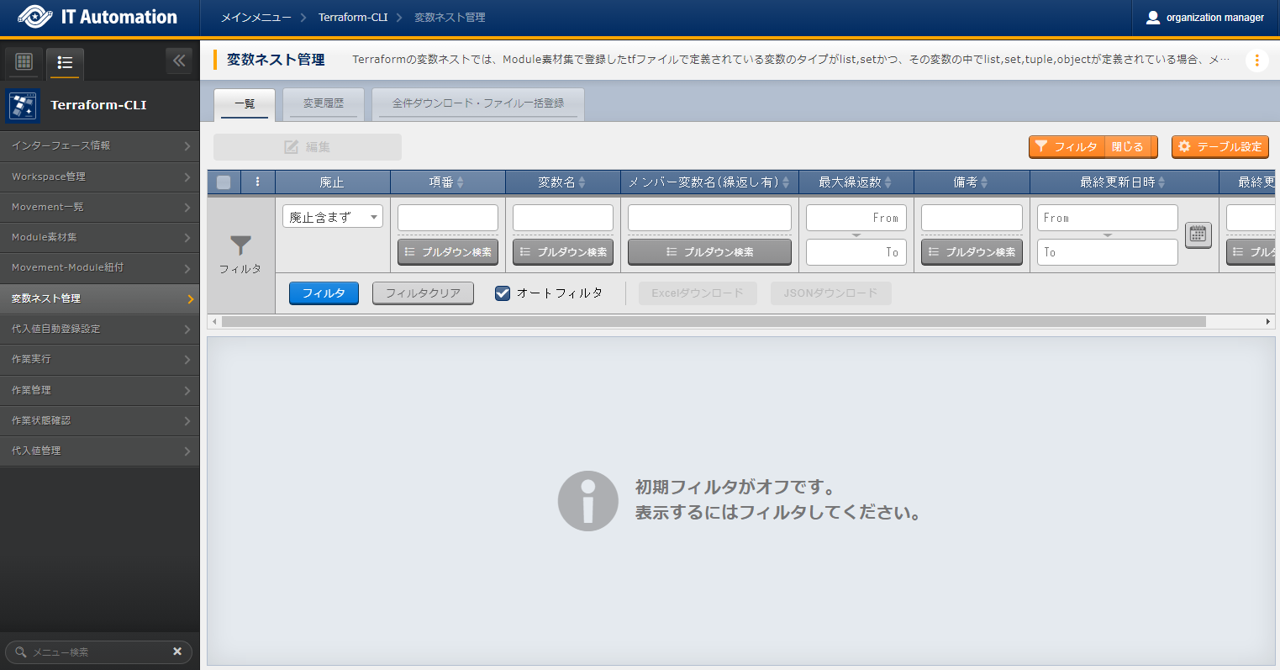 IT Automation
メインメニュー > Terraform-CLI > 変数ネスト管理
organization manager
Terraform-CLI
インターフェース情報
Workspace管理
Movement一覧
Module素材集
Movement-Module紐付
変数ネスト管理
代入値自動登録設定
作業実行
作業管理
作業状態確認
代入値管理
メニュー検索
変数ネスト管理 Terraformの変数ネストでは、Module素材集で登録したtfファイルで定義されている変数のタイプがlist,setかつ、その変数の中でlist,set,tuple,objectが定義されている場合、メ…
一覧 変更履歴 全件ダウンロード・ファイル一括登録
編集 フィルタ 閉じる テーブル設定
廃止 項番 変数名 メンバー変数名(繰返し有) 最大繰返数 備考 最終更新日時 最終更
フィルタ
廃止含まず From From
プルダウン検索 プルダウン検索 プルダウン検索 To プルダウン検索 To プル
フィルタ フィルタクリア オートフィルタ Excelダウンロード JSONダウンロード
初期フィルタがオフです。
表示するにはフィルタしてください。